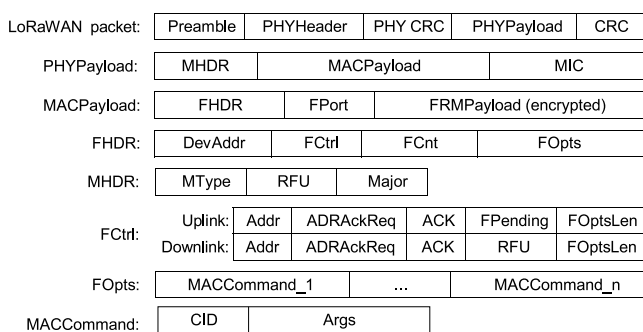 LoRaWAN packet: Preamble PHYHeader PHY CRC PHYPayload CRC
PHYPayload: MHDR MACPayload MIC
MACPayload: FHDR FPort FRMPayload (encrypted)
FHDR: DevAddr FCtrl FCnt FOpts
MHDR: MType RFU Major
FCtrl:
Uplink: Addr ADRAckReq ACK FPending FOptsLen
Downlink: Addr ADRAckReq ACK RFU FOptsLen
FOpts: MACCommand_1 ... MACCommand_n
MACCommand: CID Args